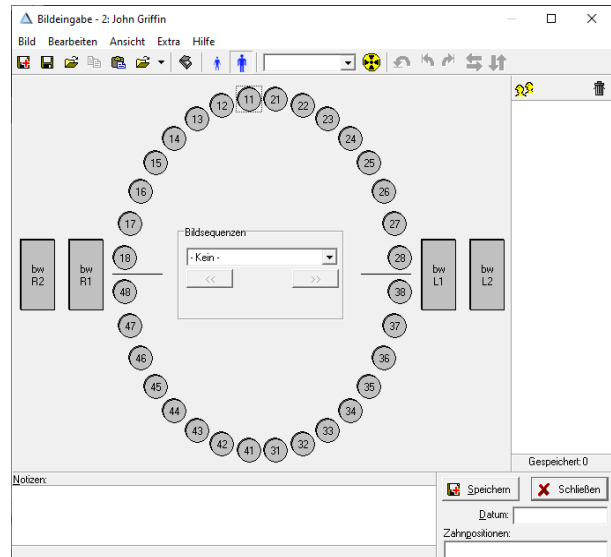 Bildeingabe - 2: John Griffin
Bild Bearbeiten Ansicht Extra Hilfe
11 21
12 22
13 23
14 24
15 25
16 26
17 27
Bildsequenzen
- Kein -
18 28
<< >>
bw R2
bw R1
bw L1
bw L2
48 38
47 37
46 36
45 35
44 34
43 33
42 32
41 31
Gespeichert: 0
Notizen:
Speichern Schließen
Datum:
Zahnpositionen: